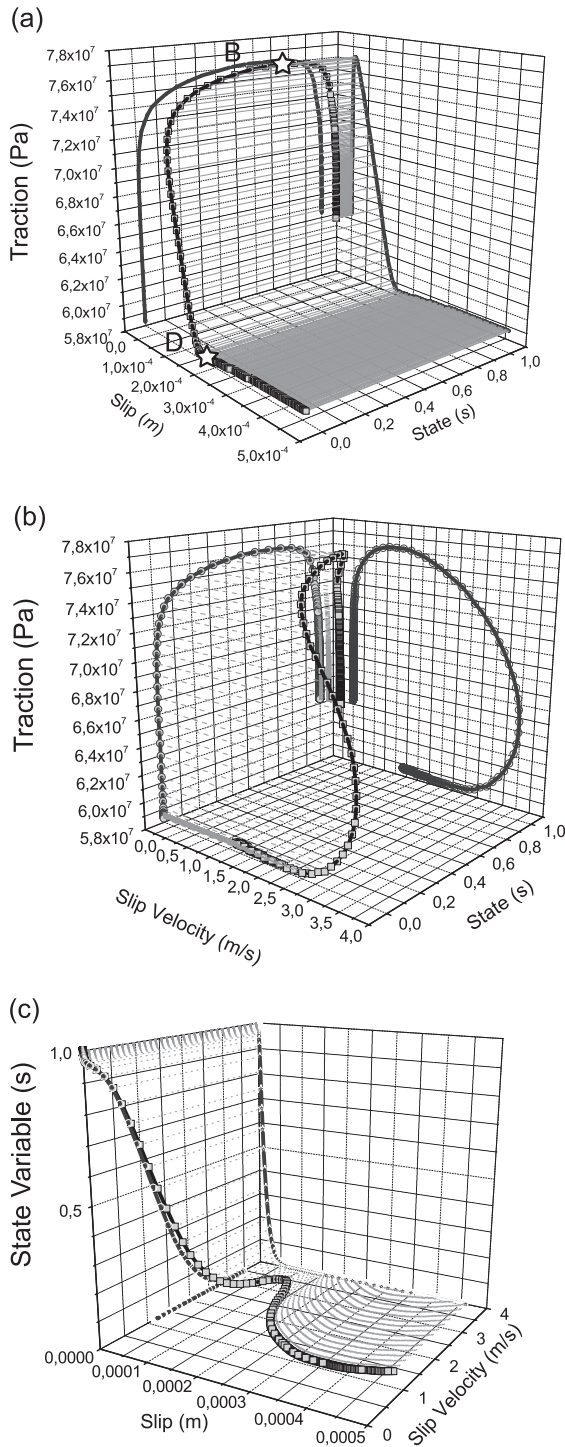 (a)
Traction (Pa)
7,8x10⁷
7,6x10⁷
7,4x10⁷
7,2x10⁷
7,0x10⁷
6,8x10⁷
6,6x10⁷
6,4x10⁷
6,2x10⁷
6,0x10⁷
5,8x10⁷
B
D
0,0
1,0x10⁻⁴
2,0x10⁻⁴
3,0x10⁻⁴
4,0x10⁻⁴
5,0x10⁻⁴
Slip (m)
0,0
0,2
0,4
0,6
0,8
1,0
State (s)
(b)
Traction (Pa)
7,8x10⁷
7,6x10⁷
7,4x10⁷
7,2x10⁷
7,0x10⁷
6,8x10⁷
6,6x10⁷
6,4x10⁷
6,2x10⁷
6,0x10⁷
5,8x10⁷
0,0
0,5
1,0
1,5
2,0
2,5
3,0
3,5
4,0
Slip Velocity (m/s)
0,0
0,2
0,4
0,6
0,8
1,0
State (s)
(c)
State Variable (s)
1,0
0,5
0,0000
0,0001
0,0002
0,0003
0,0004
0,0005
Slip (m)
0
1
2
3
4
Slip Velocity (m/s)